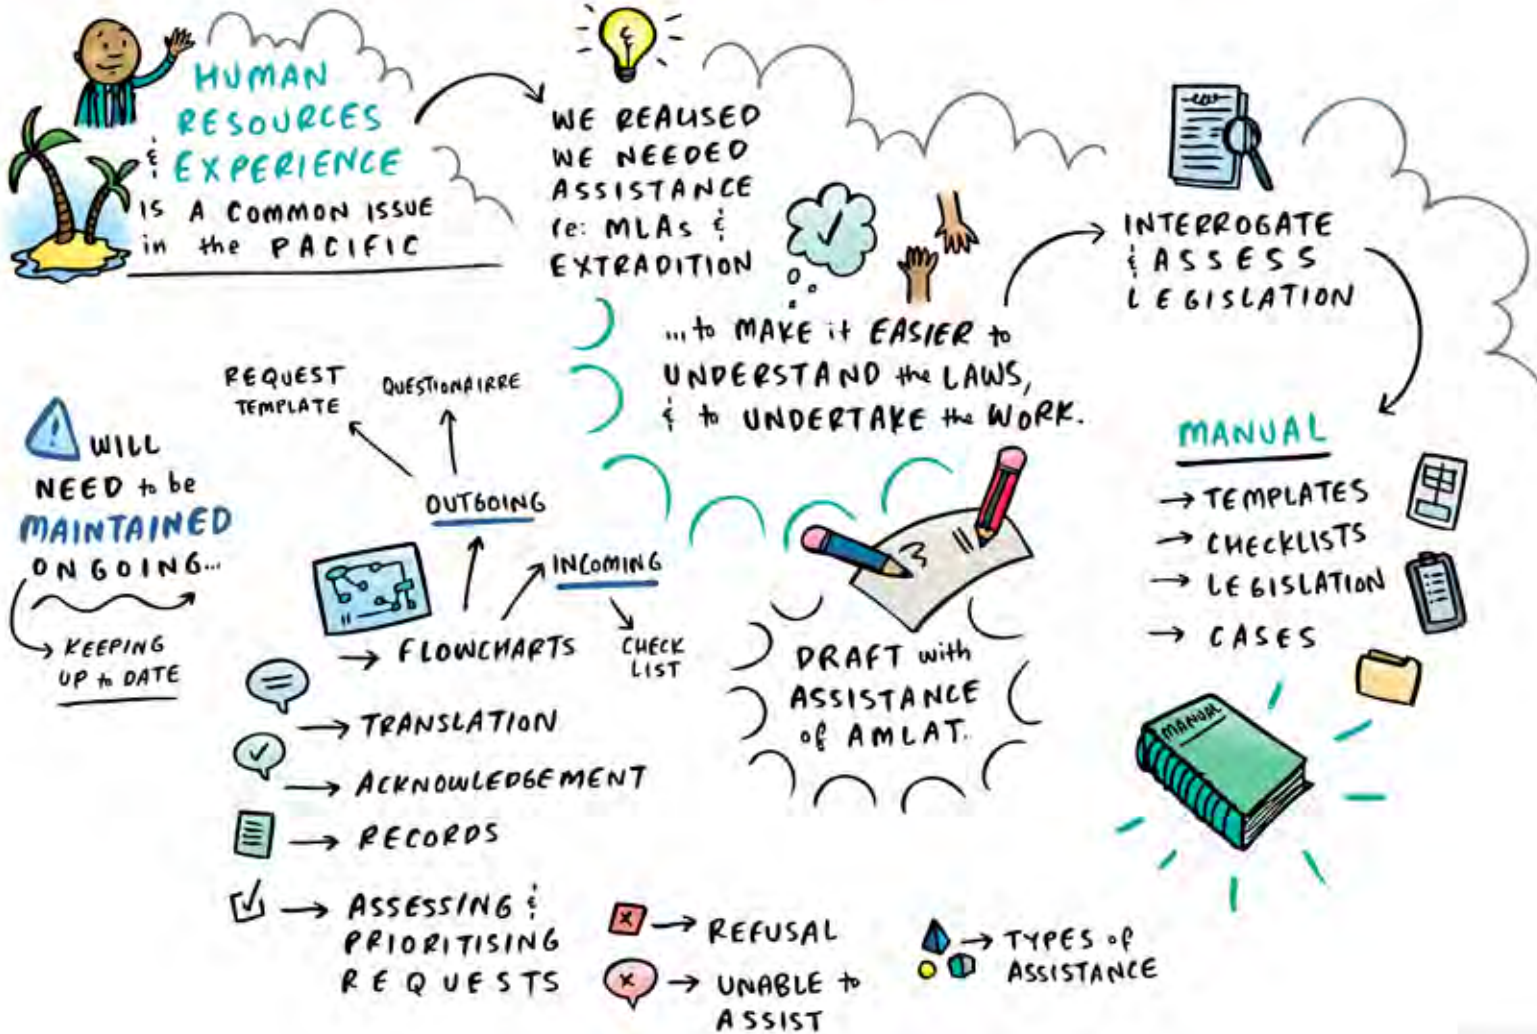 HUMAN
RESOURCES
& EXPERIENCE
IS A COMMON ISSUE
in the PACIFIC
WE REALISED
WE NEEDED
ASSISTANCE
re: MLAs &
EXTRADITION
...to MAKE it EASIER to
UNDERSTAND the LAWS,
& to UNDERTAKE the WORK.
INTERROGATE
& ASSESS
LEGISLATION
MANUAL
→ TEMPLATES
→ CHECKLISTS
→ LEGISLATION
→ CASES
MANUAL
DRAFT with
ASSISTANCE
of AMLAT.
REQUEST
TEMPLATE
QUESTIONAIRRE
OUTGOING
INCOMING
CHECK
LIST
→ FLOWCHARTS
→ TRANSLATION
→ ACKNOWLEDGEMENT
→ RECORDS
→ ASSESSING &
PRIORITISING
REQUESTS
→ REFUSAL
→ UNABLE to
ASSIST
→ TYPES of
ASSISTANCE
! WILL
NEED to be
MAINTAINED
ONGOING...
KEEPING
UP to DATE